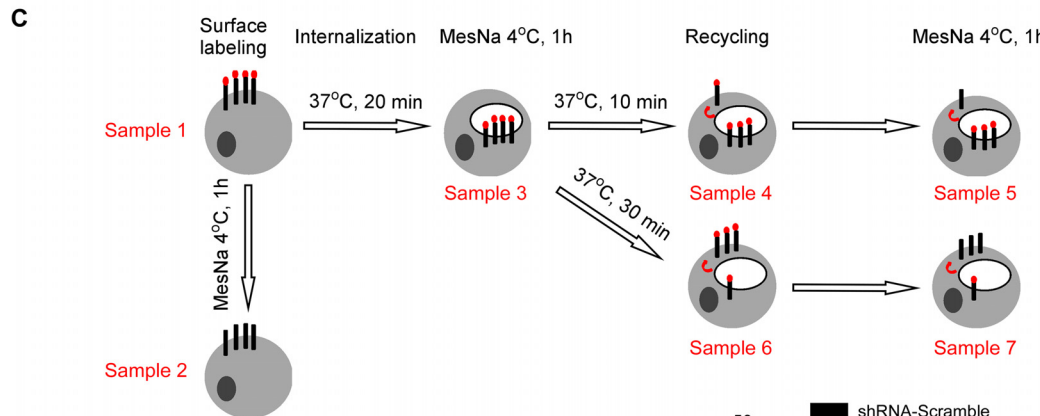 C
Surface
labeling
Internalization
MesNa 4°C, 1h
Recycling
MesNa 4°C, 1h
37°C, 20 min
37°C, 10 min
Sample 1
Sample 3
Sample 4
Sample 5
MesNa 4°C, 1h
37°C, 30 min
Sample 2
Sample 6
Sample 7
shRNA-Scramble